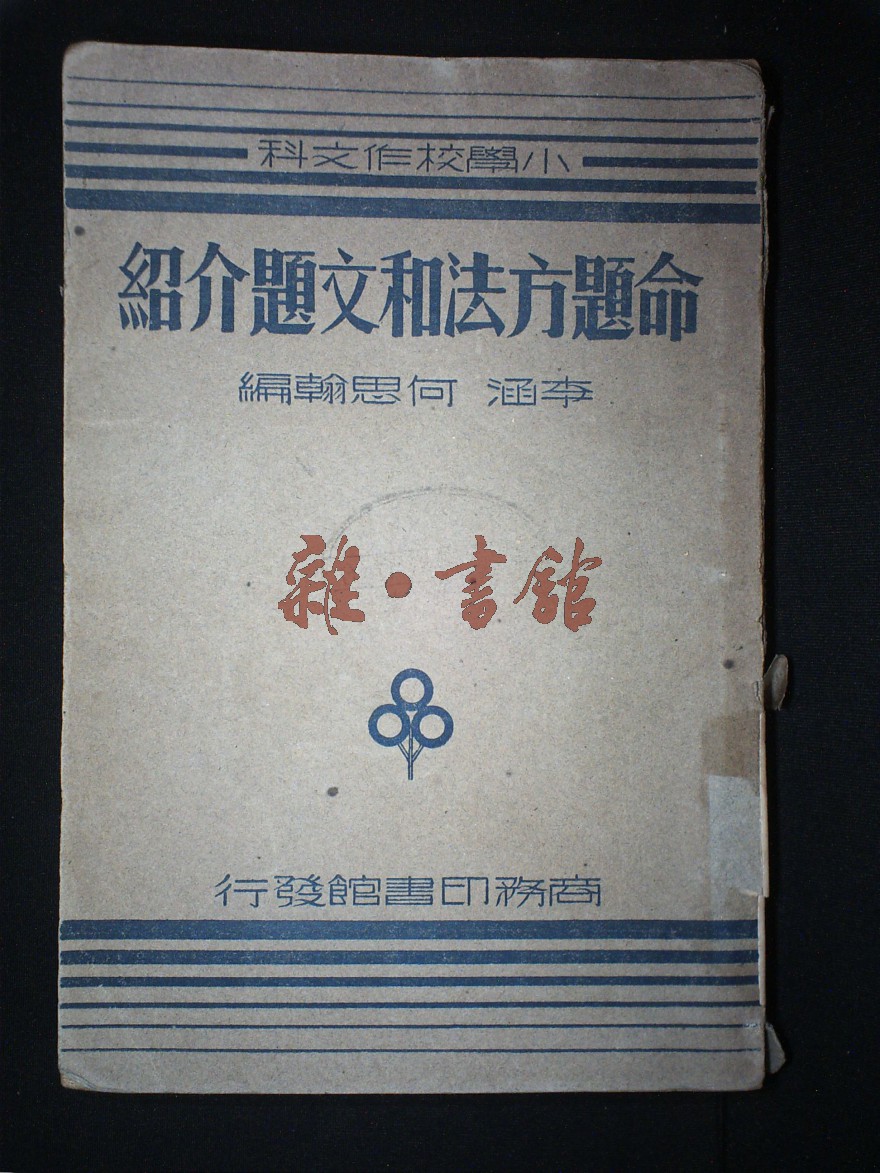 小學校作文科
命題方法和文題介紹
李涵 何思翰編
雜·書館
商務印書館發行